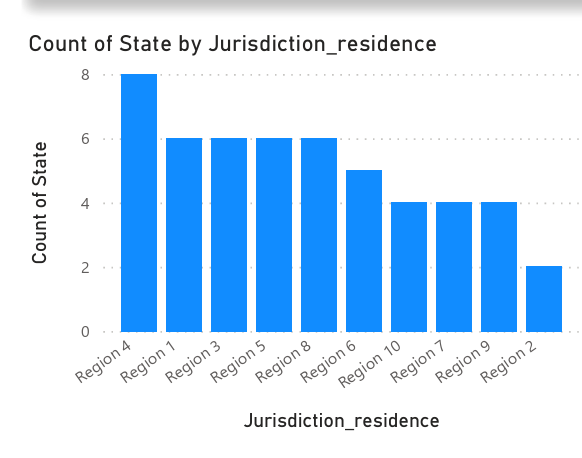 Count of State by Jurisdiction_residence
8
6
4
2
0
Count of State
Region 4
Region 1
Region 3
Region 5
Region 8
Region 6
Region 10
Region 7
Region 9
Region 2
Jurisdiction_residence